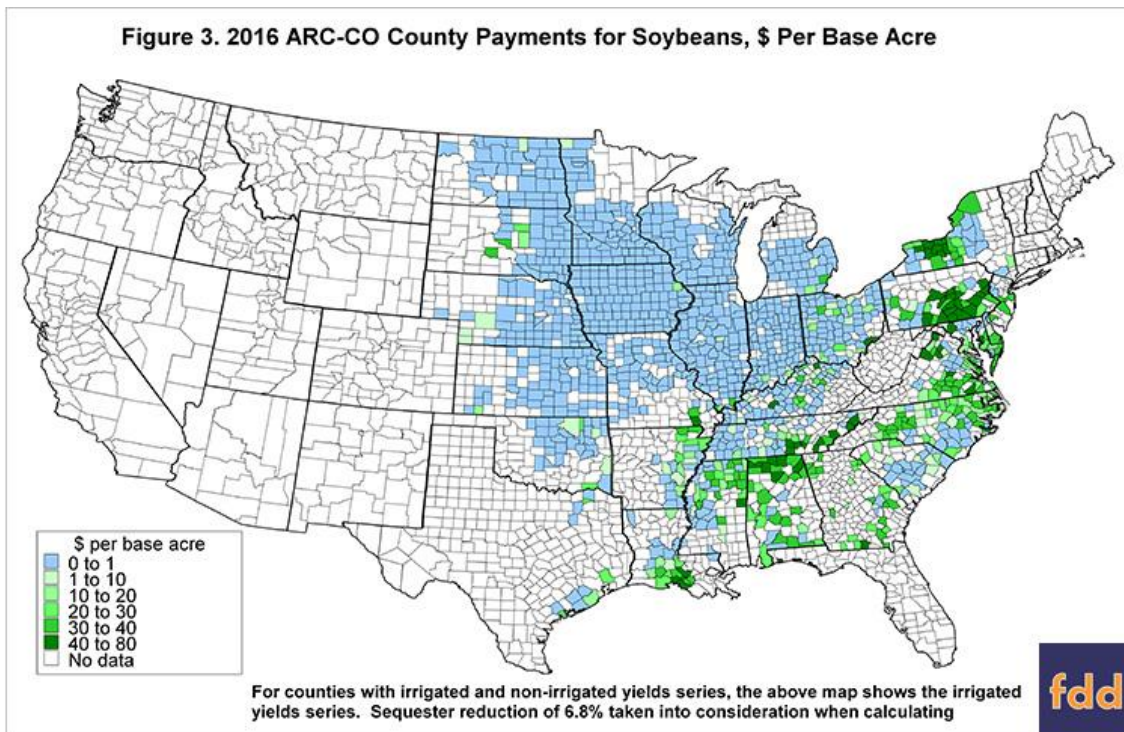 Figure 3. 2016 ARC-CO County Payments for Soybeans, $ Per Base Acre
$ per base acre
0 to 1
1 to 10
10 to 20
20 to 30
30 to 40
40 to 80
No data
For counties with irrigated and non-irrigated yields series, the above map shows the irrigated
yields series. Sequester reduction of 6.8% taken into consideration when calculating
fdd